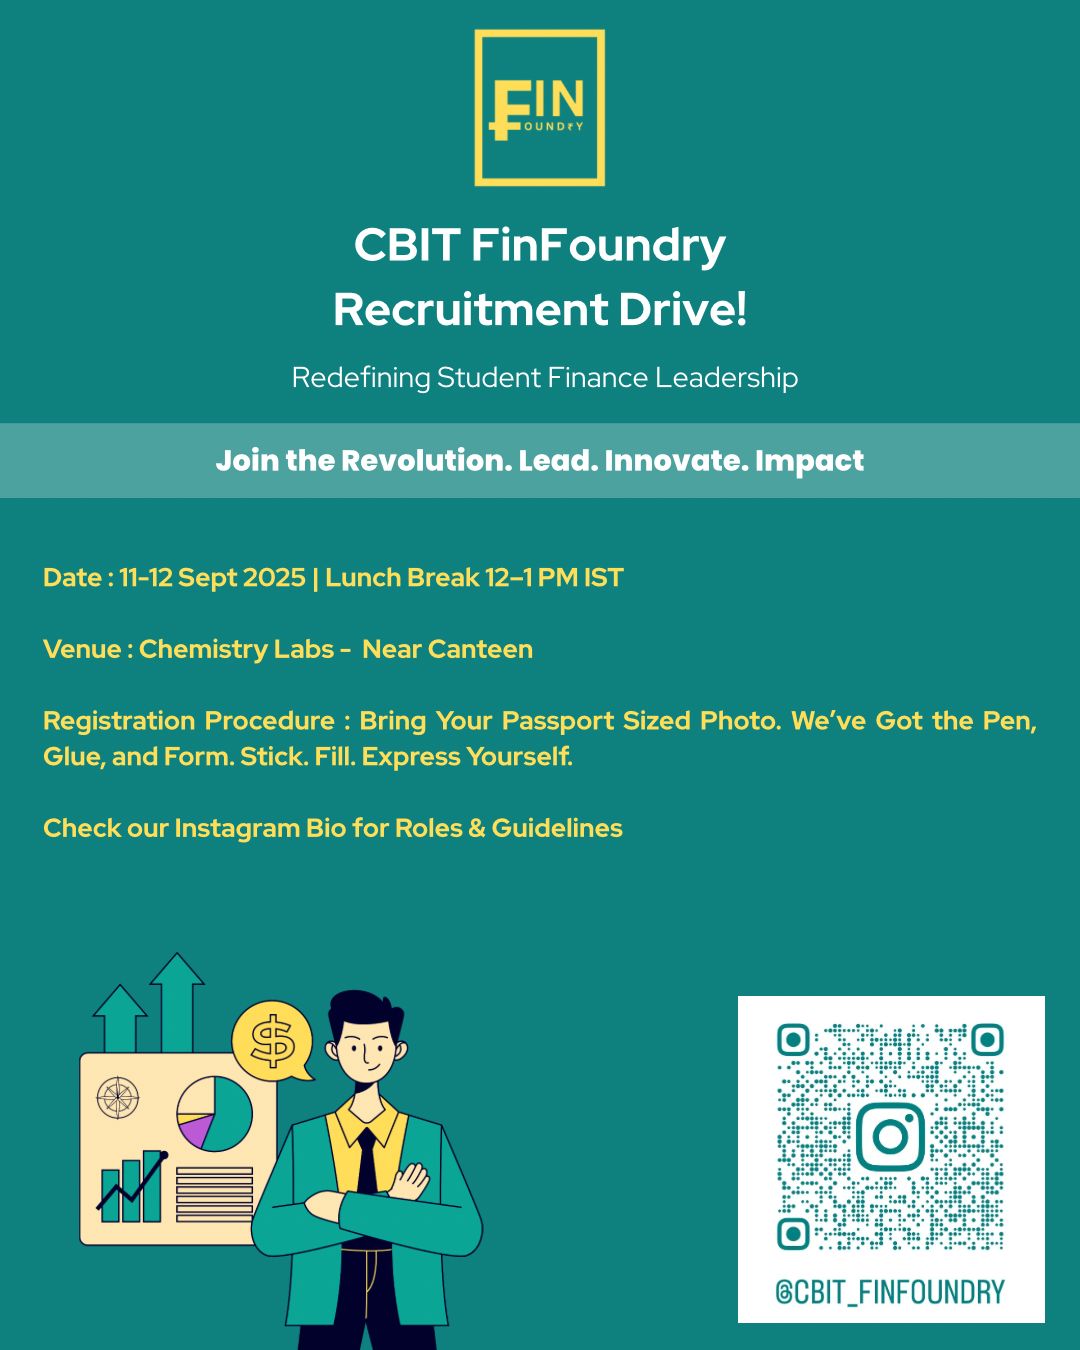 FIN
FOUNDRY
CBIT FinFoundry
Recruitment Drive!
Redefining Student Finance Leadership
Join the Revolution. Lead. Innovate. Impact
Date : 11-12 Sept 2025 | Lunch Break 12–1 PM IST
Venue : Chemistry Labs - Near Canteen
Registration Procedure : Bring Your Passport Sized Photo. We’ve Got the Pen,
Glue, and Form. Stick. Fill. Express Yourself.
Check our Instagram Bio for Roles & Guidelines
$
@CBIT_FINFOUNDRY